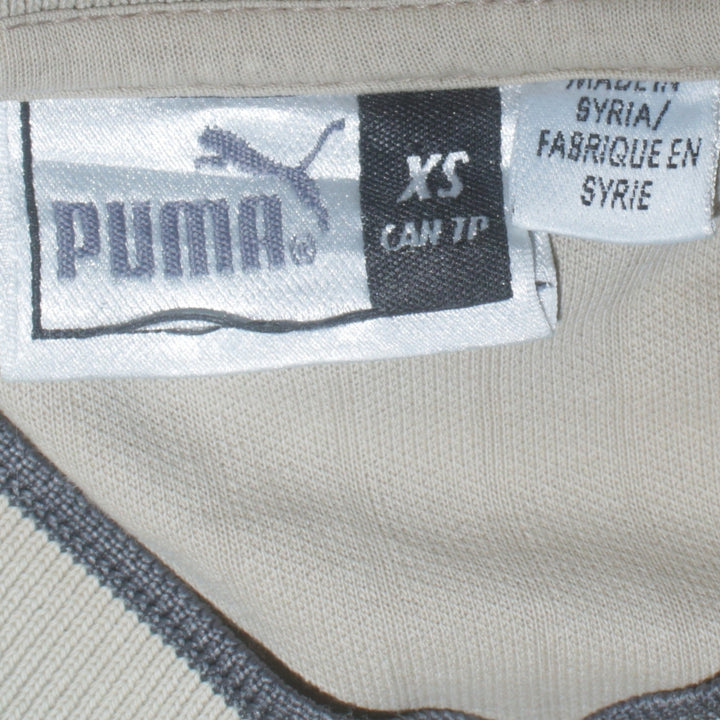 PUMA®
XS
CAN TP
MADE IN
SYRIA/
FABRIQUE EN
SYRIE